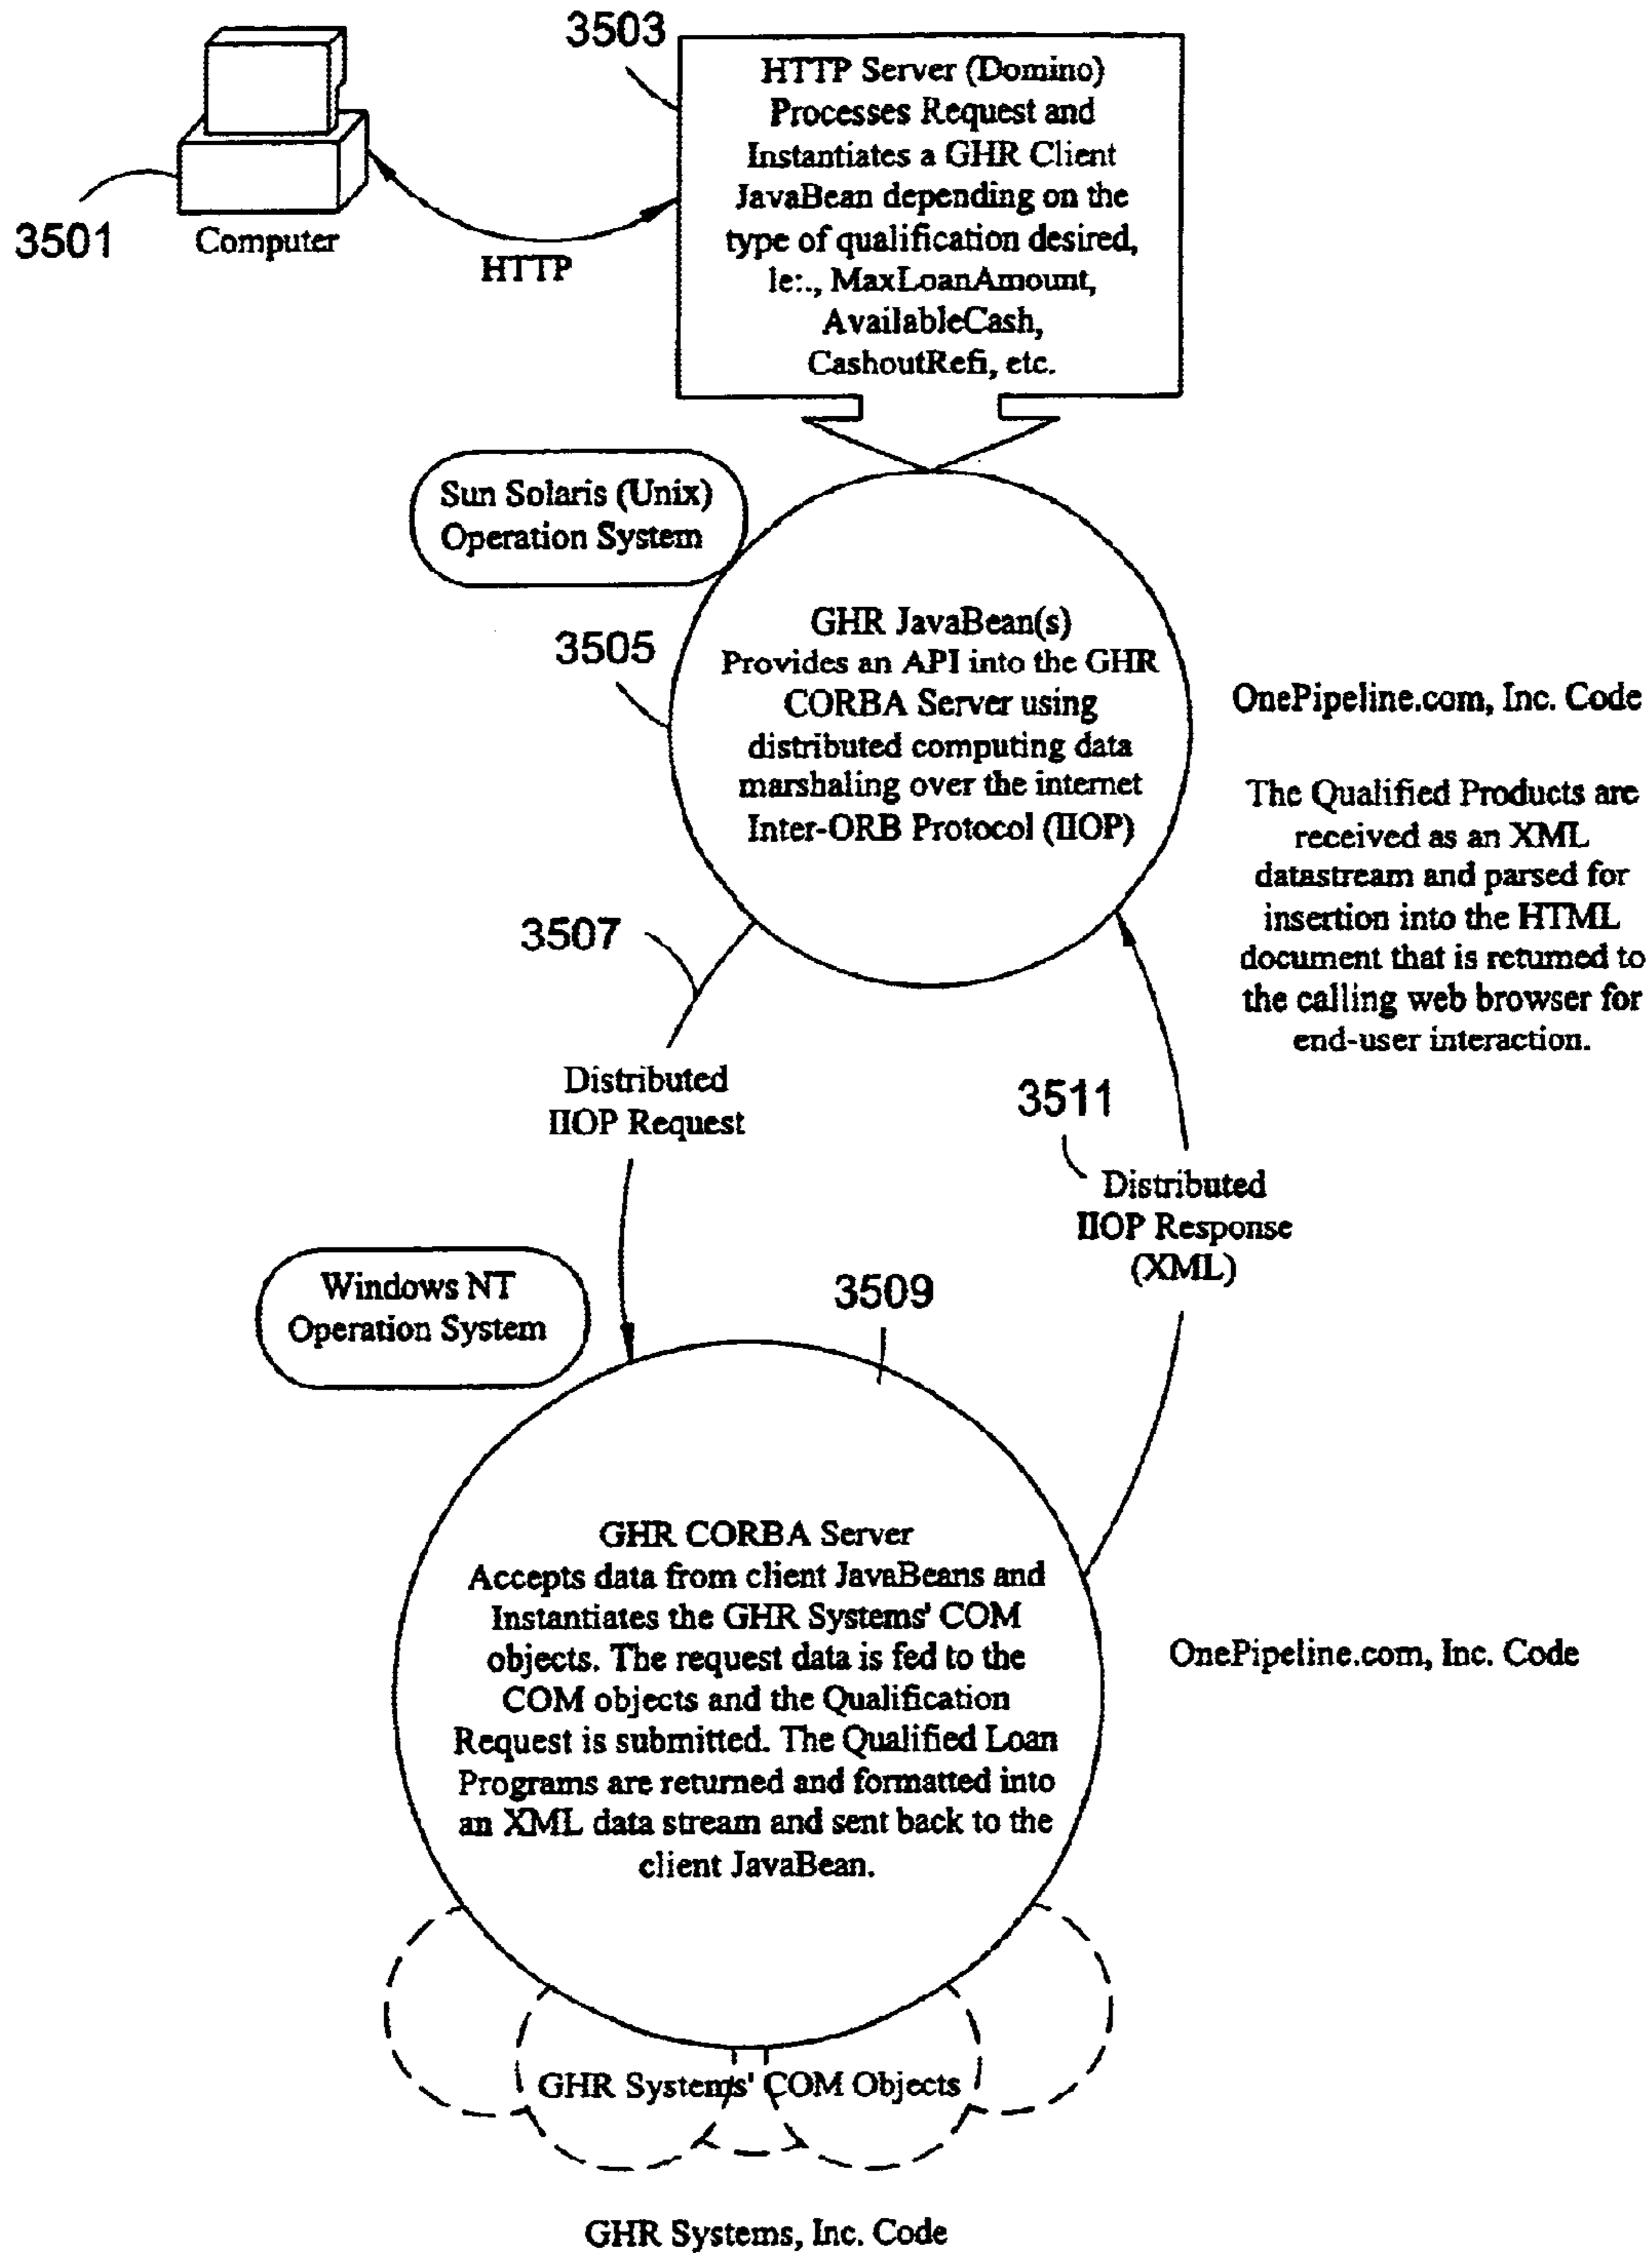 3503
HTTP Server (Domino)
Processes Request and
Instantiates a GHR Client
JavaBean depending on the
type of qualification desired,
le:., MaxLoanAmount,
AvailableCash,
CashoutRefi, etc.
3501
Computer
HTTP
Sun Solaris (Unix)
Operation System
3505
GHR JavaBean(s)
Provides an API into the GHR
CORBA Server using
distributed computing data
marshaling over the internet
Inter-ORB Protocol (IIOP)
OnePipeline.com, Inc. Code
The Qualified Products are
received as an XML
datastream and parsed for
insertion into the HTML
document that is returned to
the calling web browser for
end-user interaction.
3507
Distributed
IIOP Request
3511
Distributed
IIOP Response
(XML)
Windows NT
Operation System
3509
GHR CORBA Server
Accepts data from client JavaBeans and
Instantiates the GHR Systems' COM
objects. The request data is fed to the
COM objects and the Qualification
Request is submitted. The Qualified Loan
Programs are returned and formatted into
an XML data stream and sent back to the
client JavaBean.
OnePipeline.com, Inc. Code
GHR Systems' COM Objects
GHR Systems, Inc. Code